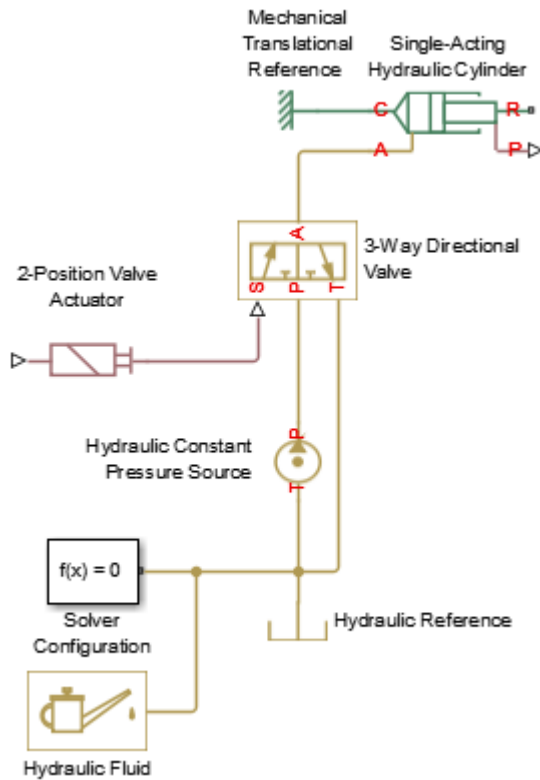 Mechanical
Translational
Reference
Single-Acting
Hydraulic Cylinder
C
R
A
P
A
3-Way Directional
Valve
S
P
T
2-Position Valve
Actuator
P
Hydraulic Constant
Pressure Source
T
f(x) = 0
Solver
Configuration
Hydraulic Reference
Hydraulic Fluid